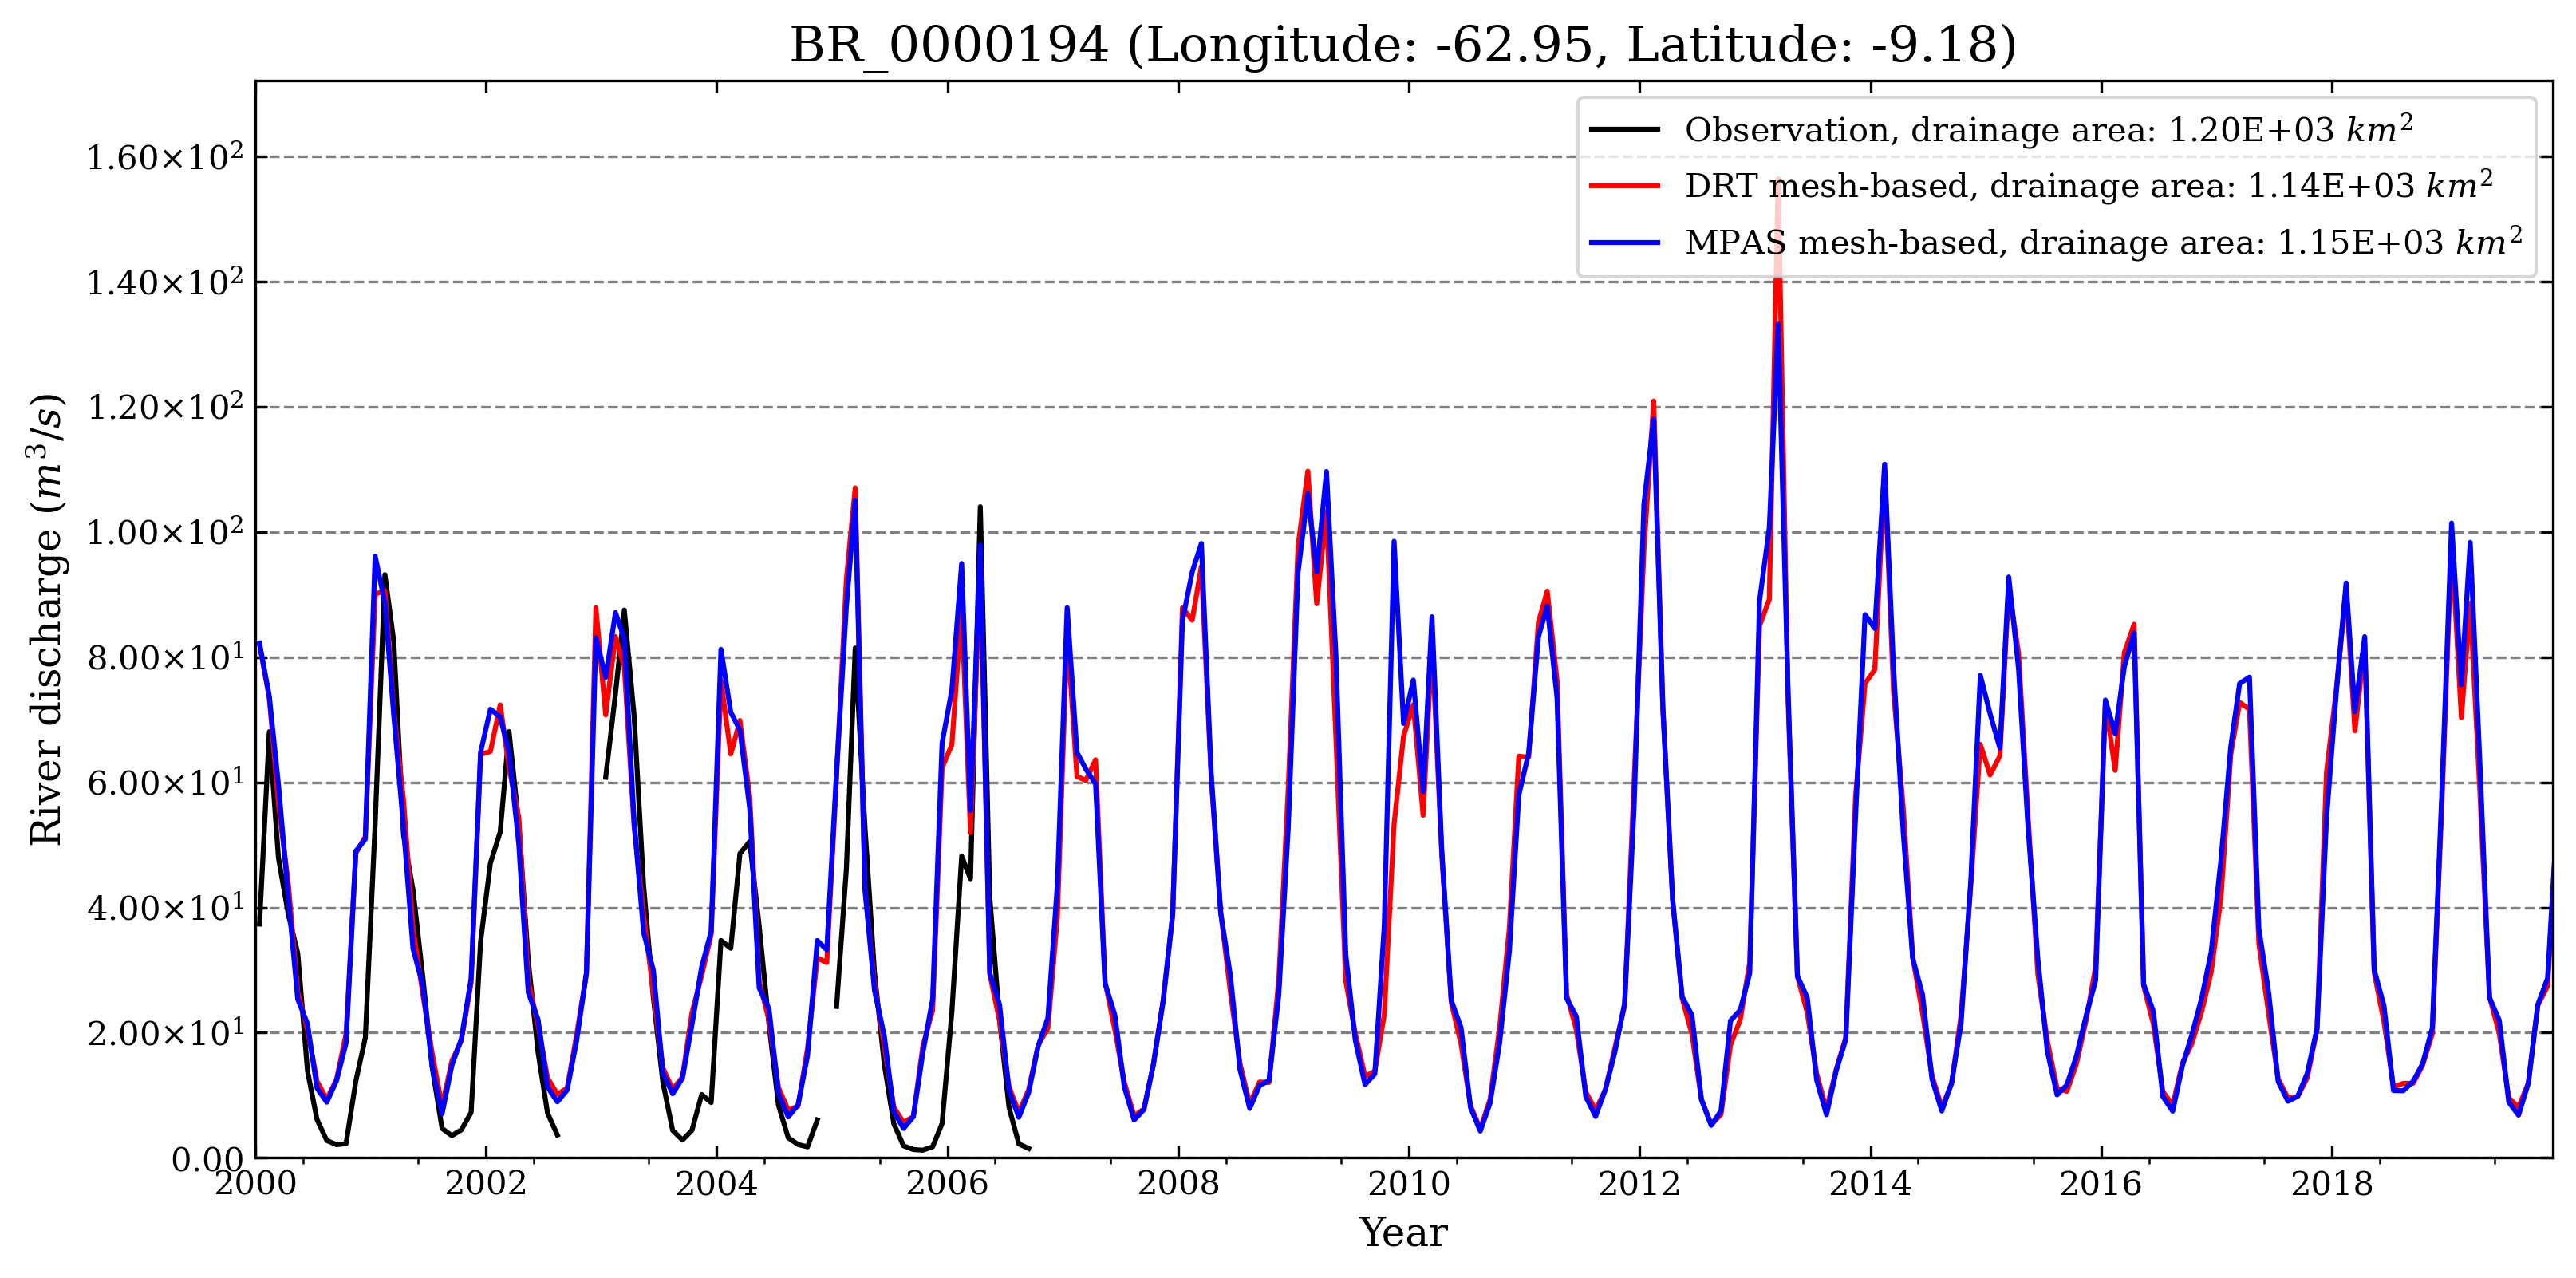 BR_0000194 (Longitude: -62.95, Latitude: -9.18)
Observation, drainage area: 1.20E+03 km²
DRT mesh-based, drainage area: 1.14E+03 km²
MPAS mesh-based, drainage area: 1.15E+03 km²
River discharge (m³/s)
1.60×10²
1.40×10²
1.20×10²
1.00×10²
8.00×10¹
6.00×10¹
4.00×10¹
2.00×10¹
0.00
2000 2002 2004 2006 2008 2010 2012 2014 2016 2018
Year